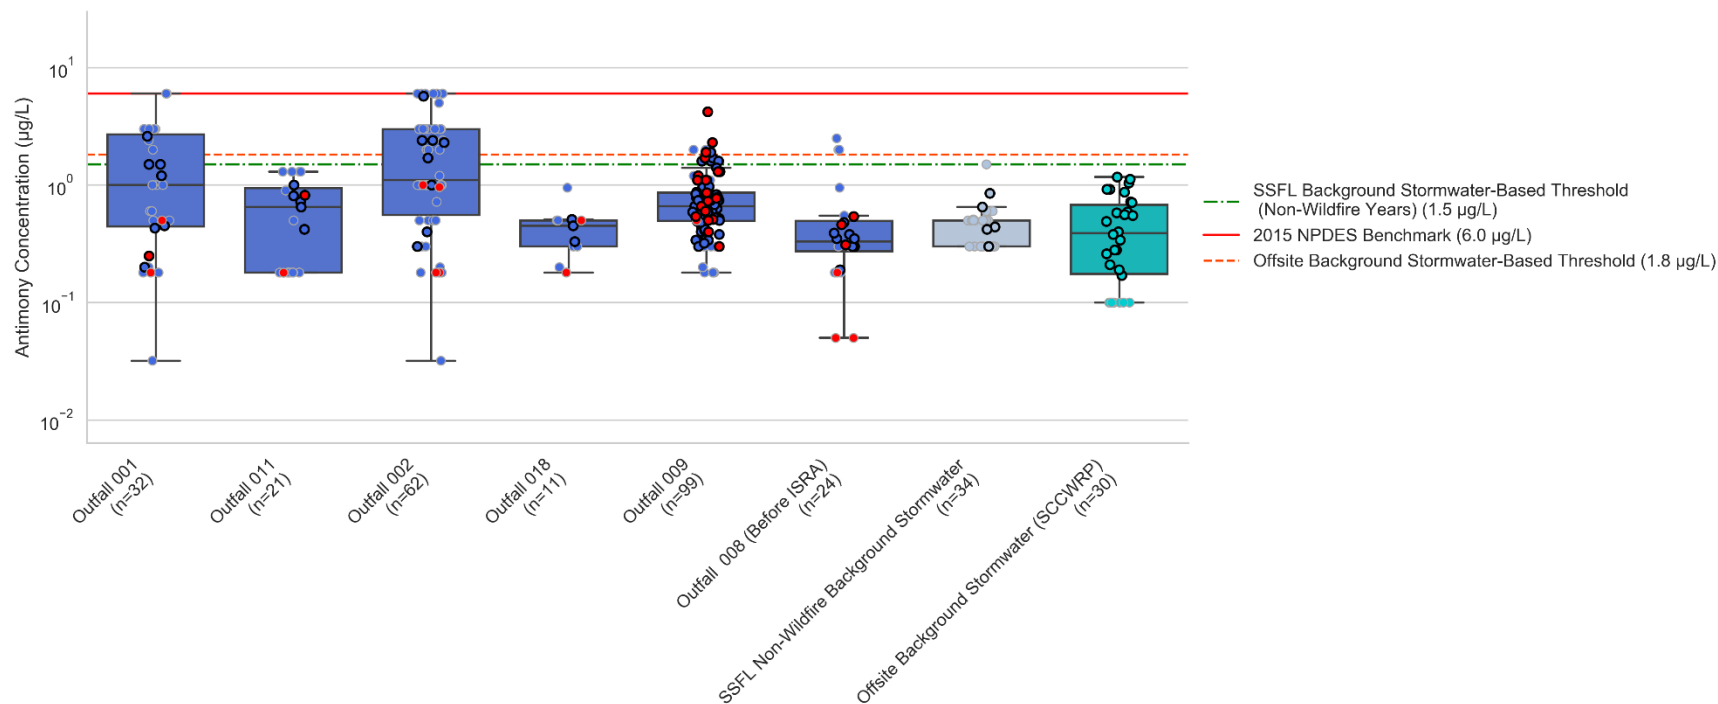 Antimony Concentration (µg/L)
10^1
10^0
10^−1
10^−2
Outfall 001
(n=32)
Outfall 011
(n=21)
Outfall 002
(n=62)
Outfall 018
(n=11)
Outfall 009
(n=99)
Outfall  008 (Before ISRA)
(n=24)
SSFL Non-Wildfire Background Stormwater
(n=34)
Offsite Background Stormwater (SCCWRP)
(n=30)
SSFL Background Stormwater-Based Threshold
(Non-Wildfire Years) (1.5 µg/L)
2015 NPDES Benchmark (6.0 µg/L)
Offsite Background Stormwater-Based Threshold (1.8 µg/L)